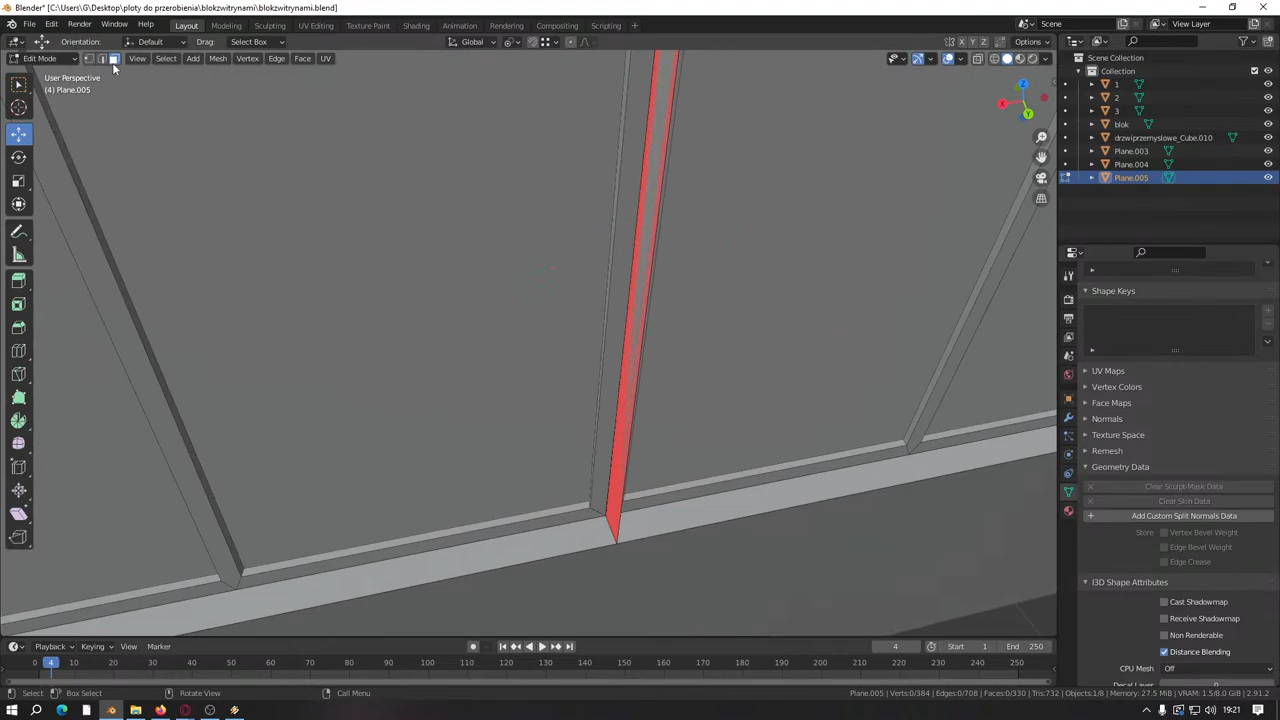 Blender* [C:\Users\G\Desktop\ploty do przerobienia\blokzwitrynami\blokzwitrynami.blend]
File Edit Render Window Help Layout Modeling Sculpting UV Editing Texture Paint Shading Animation Rendering Compositing Scripting + Scene View Layer
Orientation: Default Drag: Select Box Global X Y Z Options
Edit Mode View Select Add Mesh Vertex Edge Face UV
User Perspective
(4) Plane.005
Z
X
Y
Scene Collection
Collection
1
2
3
blok
drzwiprzemyslowe_Cube.010
Plane.003
Plane.004
Plane.005
Shape Keys
UV Maps
Vertex Colors
Face Maps
Normals
Texture Space
Remesh
Geometry Data
Clear Sculpt-Mask Data
Clear Skin Data
Add Custom Split Normals Data
Store Vertex Bevel Weight
Edge Bevel Weight
Edge Crease
I3D Shape Attributes
Cast Shadowmap
Receive Shadowmap
Non Renderable
Distance Blending
CPU Mesh Off
Playback Keying View Marker 4 Start 1 End 250
0 4 10 20 30 40 50 60 70 80 90 100 110 120 130 140 150 160 170 180 190 200 210 220 230 240 250
Select Box Select Rotate View Call Menu Plane.005 | Verts:0/384 | Edges:0/708 | Faces:0/330 | Tris:732 | Objects:1/8 | Memory: 27.5 MiB | VRAM: 1.5/8.0 GiB | 2.91.2
19:21